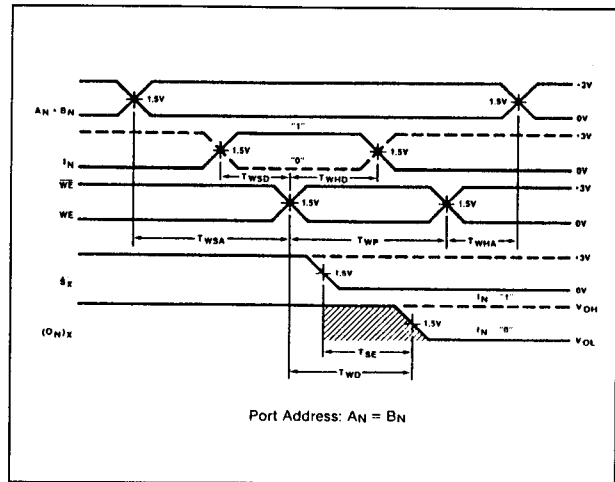 +3V
1.5V 1.5V
AN = BN 0V
"1" +3V
1.5V 1.5V
IN "0" 0V
TWSD TWHD
WE +3V
1.5V 1.5V
WE 0V
TWSA TWP TWHA
+3V
1.5V
SX 0V
IN "1" VOH
(ON)X 1.5V IN "0" VOL
TSE
TWD
Port Address: AN = BN